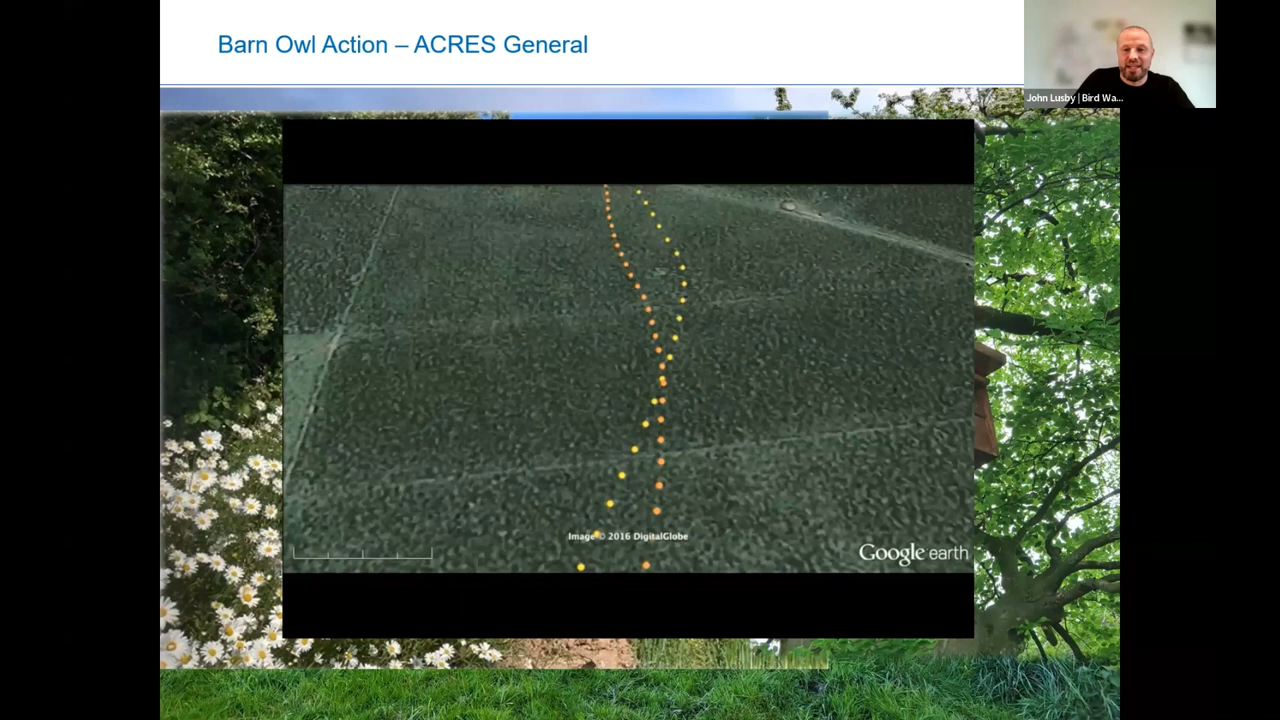 Barn Owl Action – ACRES General
John Lusby | Bird Wa...
Image © 2016 DigitalGlobe
Google earth